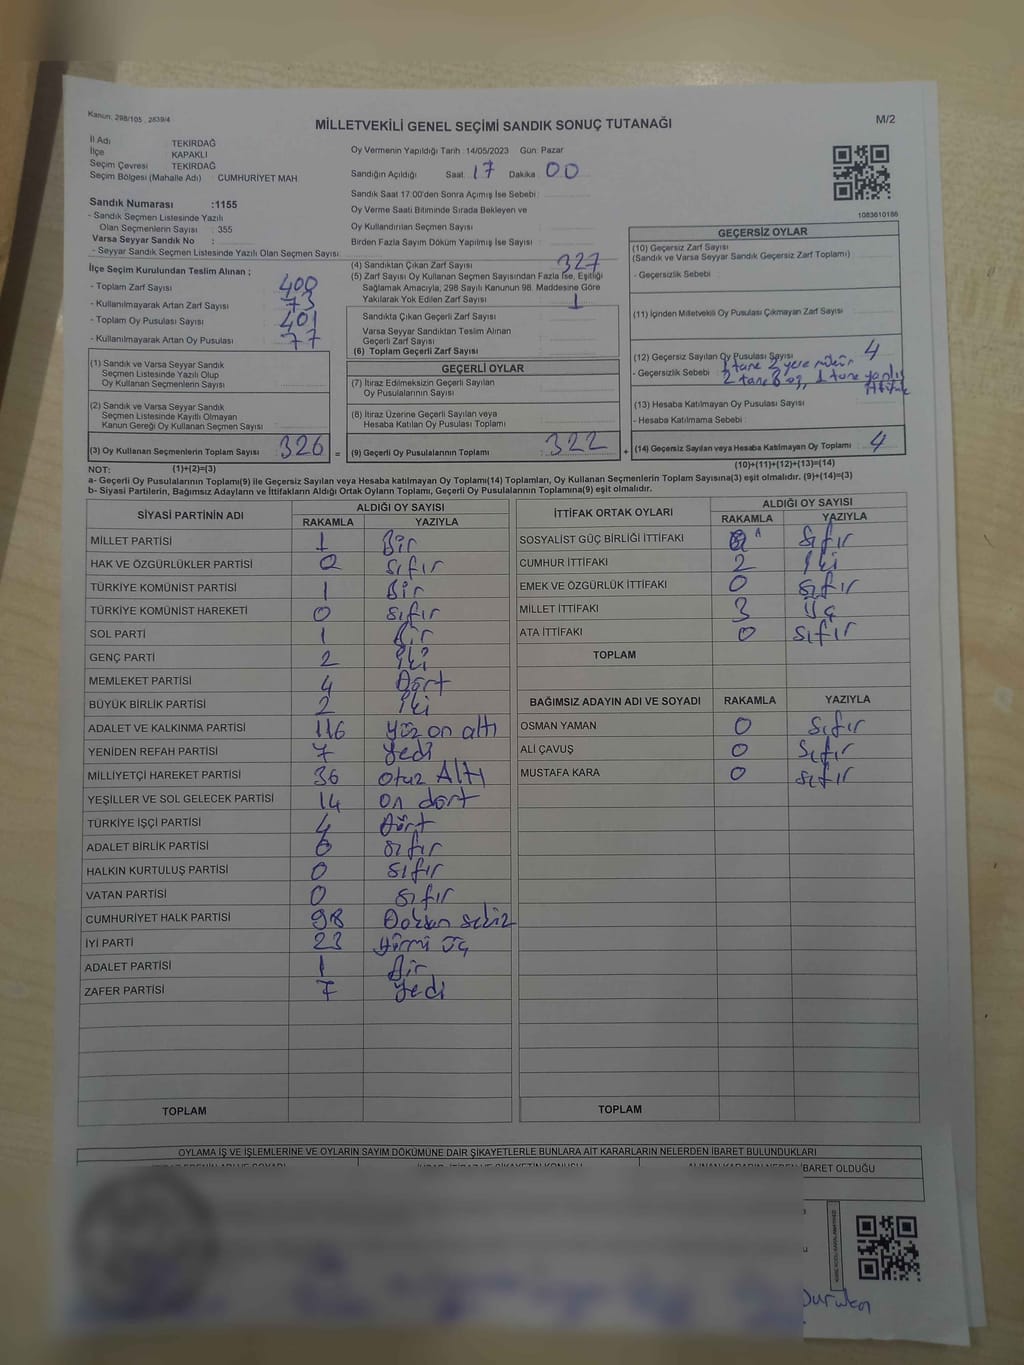 Kanun: 298/105 , 2839/4
MİLLETVEKİLİ GENEL SEÇİMİ SANDIK SONUÇ TUTANAĞI
M/2
İl Adı TEKİRDAĞ
İlçe KAPAKLI
Seçim Çevresi TEKİRDAĞ
Seçim Bölgesi (Mahalle Adı) : CUMHURİYET MAH
Sandık Numarası :1155
- Sandık Seçmen Listesinde Yazılı
Olan Seçmenlerin Sayısı : 355
Varsa Seyyar Sandık No :
- Seyyar Sandık Seçmen Listesinde Yazılı Olan Seçmen Sayısı :
İlçe Seçim Kurulundan Teslim Alınan ;
- Toplam Zarf Sayısı 400
- Kullanılmayarak Artan Zarf Sayısı 73
- Toplam Oy Pusulası Sayısı 401
- Kullanılmayarak Artan Oy Pusulası 77
(1) Sandık ve Varsa Seyyar Sandık
Seçmen Listesinde Yazılı Olup
Oy Kullanan Seçmenlerin Sayısı
(2) Sandık ve Varsa Seyyar Sandık
Seçmen Listesinde Kayıtlı Olmayan
Kanun Gereği Oy Kullanan Seçmen Sayısı :
(3) Oy Kullanan Seçmenlerin Toplam Sayısı 326 =
Oy Vermenin Yapıldığı Tarih :14/05/2023 Gün: Pazar
Sandığın Açıldığı Saat: 17 Dakika: 00
Sandık Saat 17:00'den Sonra Açımış İse Sebebi :
Oy Verme Saati Bitiminde Sırada Bekleyen ve
Oy Kullandırılan Seçmen Sayısı :
Birden Fazla Sayım Döküm Yapılmış İse Sayısı :
(4) Sandıktan Çıkan Zarf Sayısı 327
(5) Zarf Sayısı Oy Kullanan Seçmen Sayısından Fazla İse, Eşitliği
Sağlamak Amacıyla, 298 Sayılı Kanunun 98. Maddesine Göre
Yakılarak Yok Edilen Zarf Sayısı 1
Sandıkta Çıkan Geçerli Zarf Sayısı :
Varsa Seyyar Sandıktan Teslim Alınan
Geçerli Zarf Sayısı
(6) Toplam Geçerli Zarf Sayısı
GEÇERLİ OYLAR
(7) İtiraz Edilmeksizin Geçerli Sayılan
Oy Pusulasının Sayısı
(8) İtiraz Üzerine Geçerli Sayılan veya
Hesaba Katılan Oy Pusulası Toplamı
(9) Geçerli Oy Pusulalarının Toplamı : 322 +
1083610186
GEÇERSİZ OYLAR
(10) Geçersiz Zarf Sayısı
(Sandık ve Varsa Seyyar Sandık Geçersiz Zarf Toplamı)
- Geçersizlik Sebebi :
(11) İçinden Milletvekili Oy Pusulası Çıkmayan Zarf Sayısı
(12) Geçersiz Sayılan Oy Pusulası Sayısı 4
- Geçersizlik Sebebi : 1 tane 2 yere mühür
2 tane oy, 1 tane yanlış
(13) Hesaba Katılmayan Oy Pusulası Sayısı :
- Hesaba Katılmama Sebebi :
(14) Geçersiz Sayılan veya Hesaba Katılmayan Oy Toplamı : 4
NOT: (1)+(2)=(3)
(10)+(11)+(12)+(13)=(14)
a- Geçerli Oy Pusulalarının Toplamı(9) ile Geçersiz Sayılan veya Hesaba katılmayan Oy Toplamı(14) Toplamları, Oy Kullanan Seçmenlerin Toplam Sayısına(3) eşit olmalıdır. (9)+(14)=(3)
b- Siyasi Partilerin, Bağımsız Adayların ve İttifakların Aldığı Ortak Oyların Toplamı, Geçerli Oy Pusulalarının Toplamına(9) eşit olmalıdır.
SİYASİ PARTİNİN ADI ALDIĞI OY SAYISI
RAKAMLA YAZIYLA
MİLLET PARTİSİ 1 Bir
HAK VE ÖZGÜRLÜKLER PARTİSİ 0 sıfır
TÜRKİYE KOMÜNİST PARTİSİ 1 Bir
TÜRKİYE KOMÜNİST HAREKETİ 0 sıfır
SOL PARTİ 1 Bir
GENÇ PARTİ 2 İki
MEMLEKET PARTİSİ 4 Dört
BÜYÜK BİRLİK PARTİSİ 2 İki
ADALET VE KALKINMA PARTİSİ 116 yüz on altı
YENİDEN REFAH PARTİSİ 7 yedi
MİLLİYETÇİ HAREKET PARTİSİ 36 otuz Altı
YEŞİLLER VE SOL GELECEK PARTİSİ 14 on dört
TÜRKİYE İŞÇİ PARTİSİ 4 Dört
ADALET BİRLİK PARTİSİ 0 sıfır
HALKIN KURTULUŞ PARTİSİ 0 sıfır
VATAN PARTİSİ 0 sıfır
CUMHURİYET HALK PARTİSİ 98 Doksan sekiz
İYİ PARTİ 23 yirmi üç
ADALET PARTİSİ 1 Bir
ZAFER PARTİSİ 7 yedi
TOPLAM
İTTİFAK ORTAK OYLARI ALDIĞI OY SAYISI
RAKAMLA YAZIYLA
SOSYALİST GÜÇ BİRLİĞİ İTTİFAKI sıfır
CUMHUR İTTİFAKI 2 İki
EMEK VE ÖZGÜRLÜK İTTİFAKI 0 sıfır
MİLLET İTTİFAKI 3 üç
ATA İTTİFAKI 0 sıfır
TOPLAM
BAĞIMSIZ ADAYIN ADI VE SOYADI RAKAMLA YAZIYLA
OSMAN YAMAN 0 sıfır
ALİ ÇAVUŞ 0 sıfır
MUSTAFA KARA 0 sıfır
TOPLAM
OYLAMA İŞ VE İŞLEMLERİNE VE OYLARIN SAYIM DÖKÜMÜNE DAİR ŞİKAYETLERLE BUNLARA AİT KARARLARIN NELERDEN İBARET BULUNDUKLARI
İBARET OLDUĞU